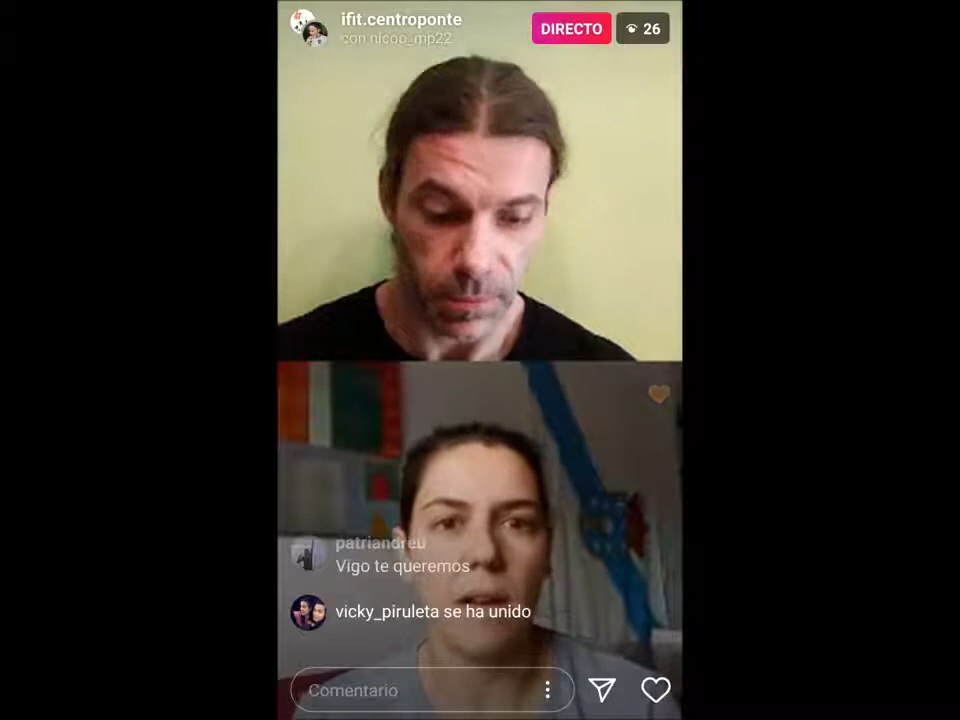 ifit.centroponte
con nicoo_mp22
DIRECTO
26
patriandreu
Vigo te queremos
vicky_piruleta se ha unido
Comentario